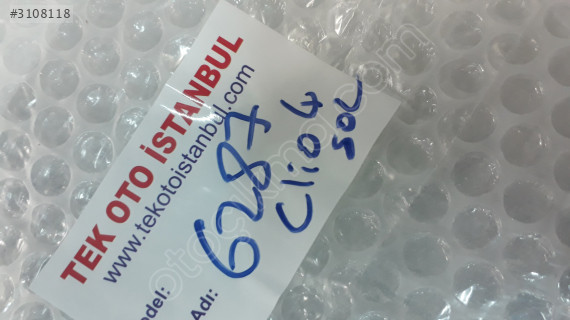 #3108118
TEK OTO İSTANBUL
www.tekotoistanbul.com
odel:
Adı:
6287
Clio 4
SOL